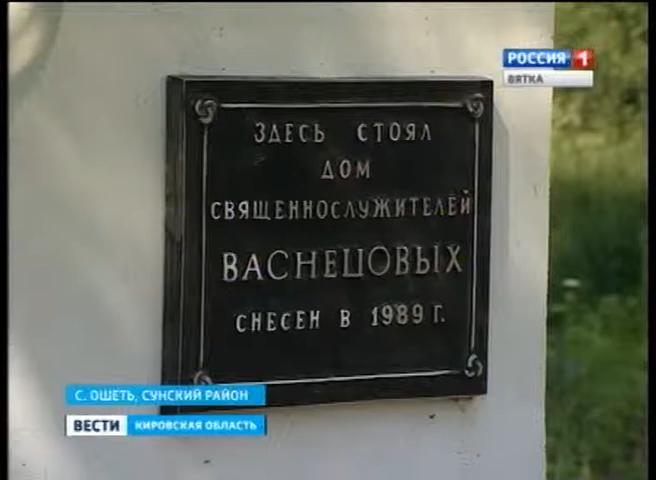 РОССИЯ 1
ВЯТКА
ЗДЕСЬ СТОЯЛ
ДОМ
СВЯЩЕННОСЛУЖИТЕЛЕЙ
ВАСНЕЦОВЫХ
СНЕСЕН В 1989 Г.
С. ОШЕТЬ, СУНСКИЙ РАЙОН
ВЕСТИ КИРОВСКАЯ ОБЛАСТЬ